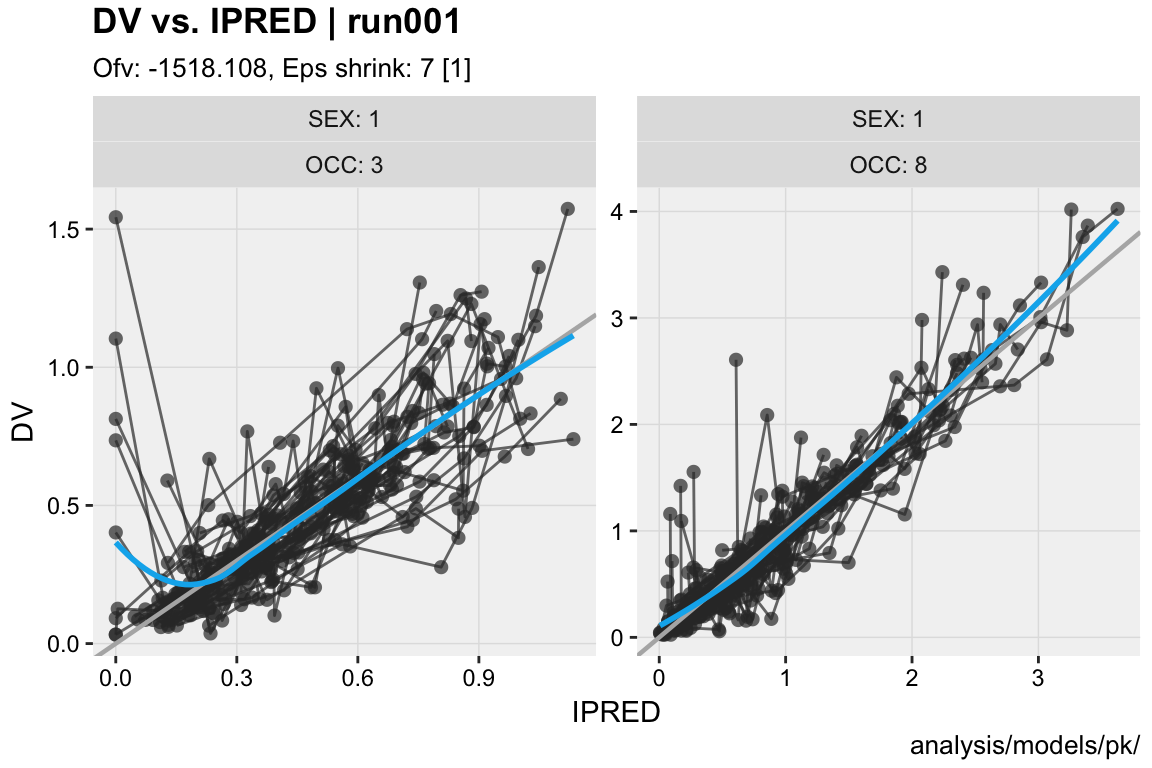 DV vs. IPRED | run001
Ofv: -1518.108, Eps shrink: 7 [1]
SEX: 1
OCC: 3
SEX: 1
OCC: 8
DV
1.5
1.0
0.5
0.0
0.0 0.3 0.6 0.9
4
3
2
1
0
0 1 2 3
IPRED
analysis/models/pk/